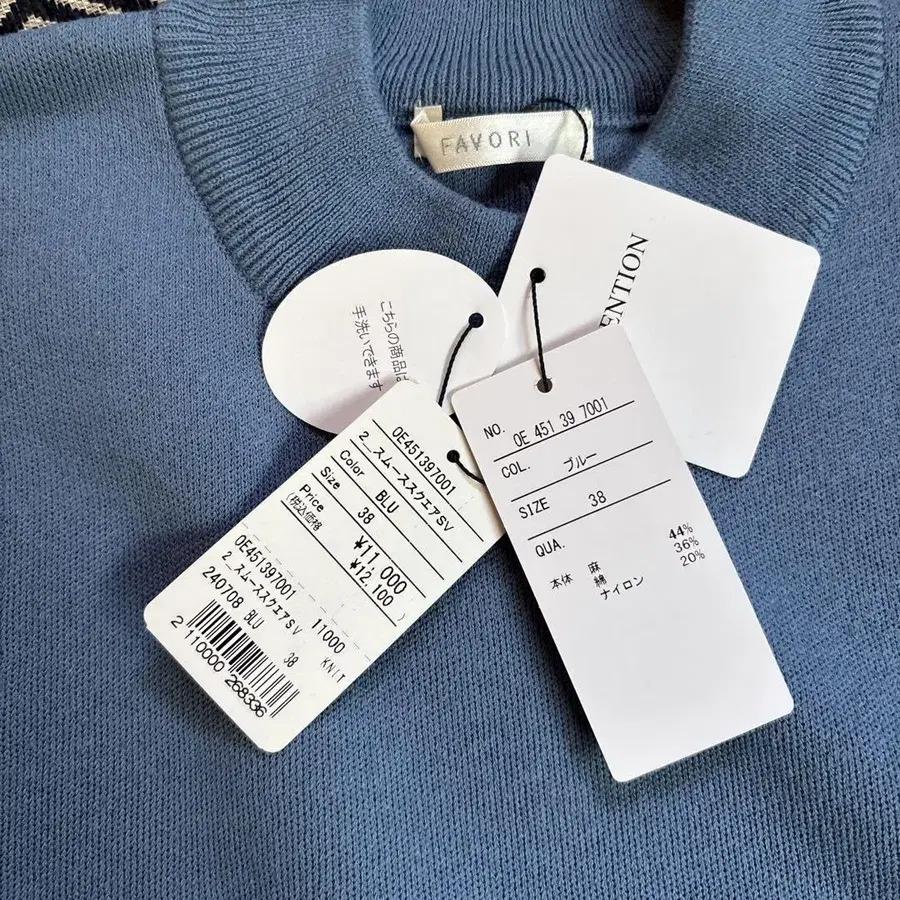 FAVORI
ENTION
こちらの商品は
手洗いできます
0E451397001
2_スムーススクエアSV
Color BLU
Size 38
Price ¥11,000
(税込価格 ¥12,100)
0E451397001 11000
2_スムーススクエアSV
240708 BLU 38 KNIT
2 110000 268336
NO. 0E 451 39 7001
COL. ブルー
SIZE 38
QUA.
本体 麻 44%
綿 36%
ナイロン 20%